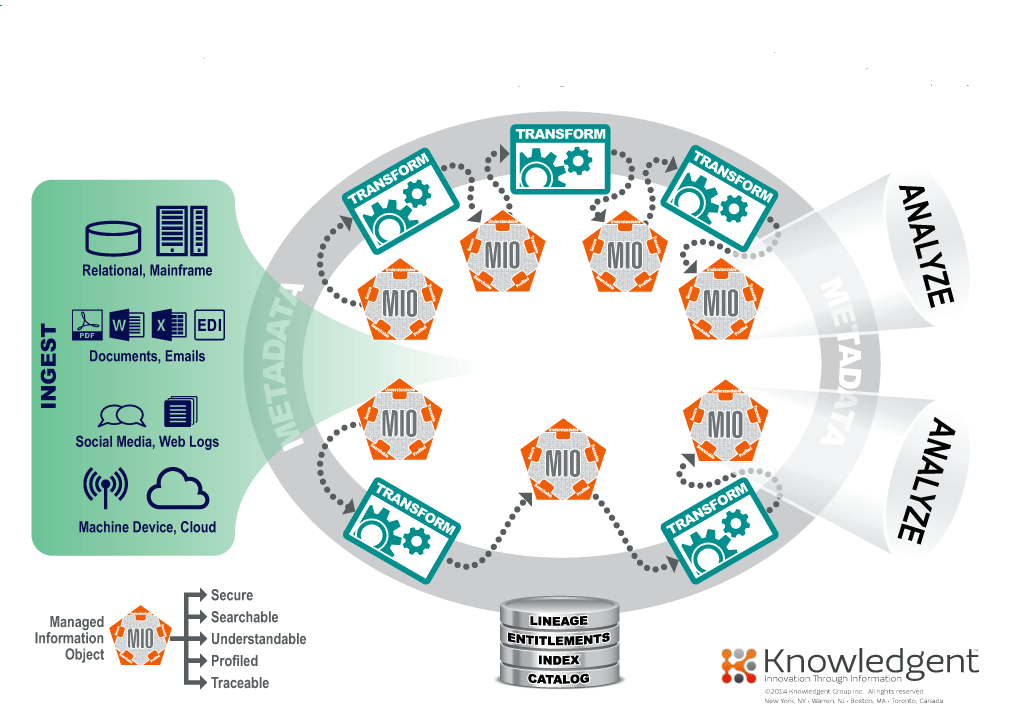 TRANSFORM
TRANSFORM
TRANSFORM
ANALYZE
Relational, Mainframe
MIO
MIO
MIO
MIO
METADATA
METADATA
INGEST
PDF
W
X
EDI
Documents, Emails
Social Media, Web Logs
MIO
MIO
MIO
ANALYZE
Machine Device, Cloud
TRANSFORM
TRANSFORM
Managed
Information
Object
MIO
Secure
Searchable
Understandable
Profiled
Traceable
LINEAGE
ENTITLEMENTS
INDEX
CATALOG
Knowledgent
Innovation Through Information
©2014 Knowledgent Group Inc. All rights reserved.
New York, NY • Warren, NJ • Boston, MA • Toronto, Canada